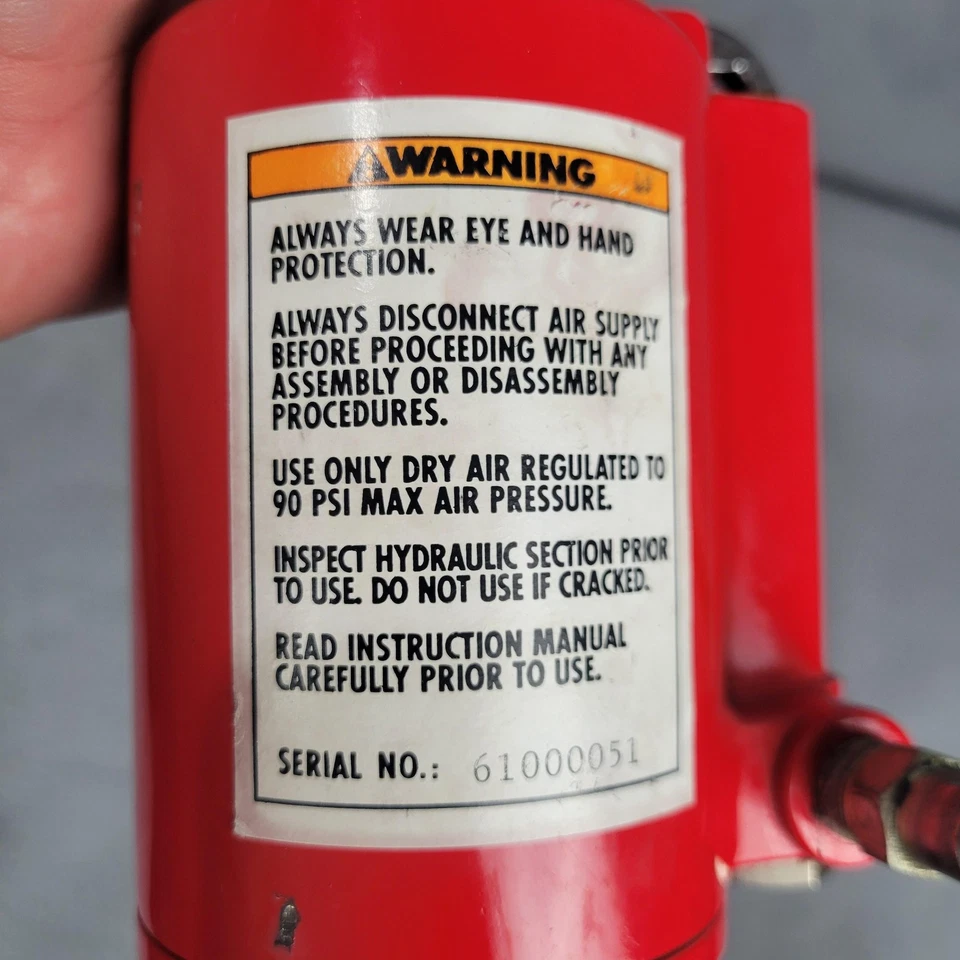 WARNING
ALWAYS WEAR EYE AND HAND
PROTECTION.
ALWAYS DISCONNECT AIR SUPPLY
BEFORE PROCEEDING WITH ANY
ASSEMBLY OR DISASSEMBLY
PROCEDURES.
USE ONLY DRY AIR REGULATED TO
90 PSI MAX AIR PRESSURE.
INSPECT HYDRAULIC SECTION PRIOR
TO USE. DO NOT USE IF CRACKED.
READ INSTRUCTION MANUAL
CAREFULLY PRIOR TO USE.
SERIAL NO.: 61000051